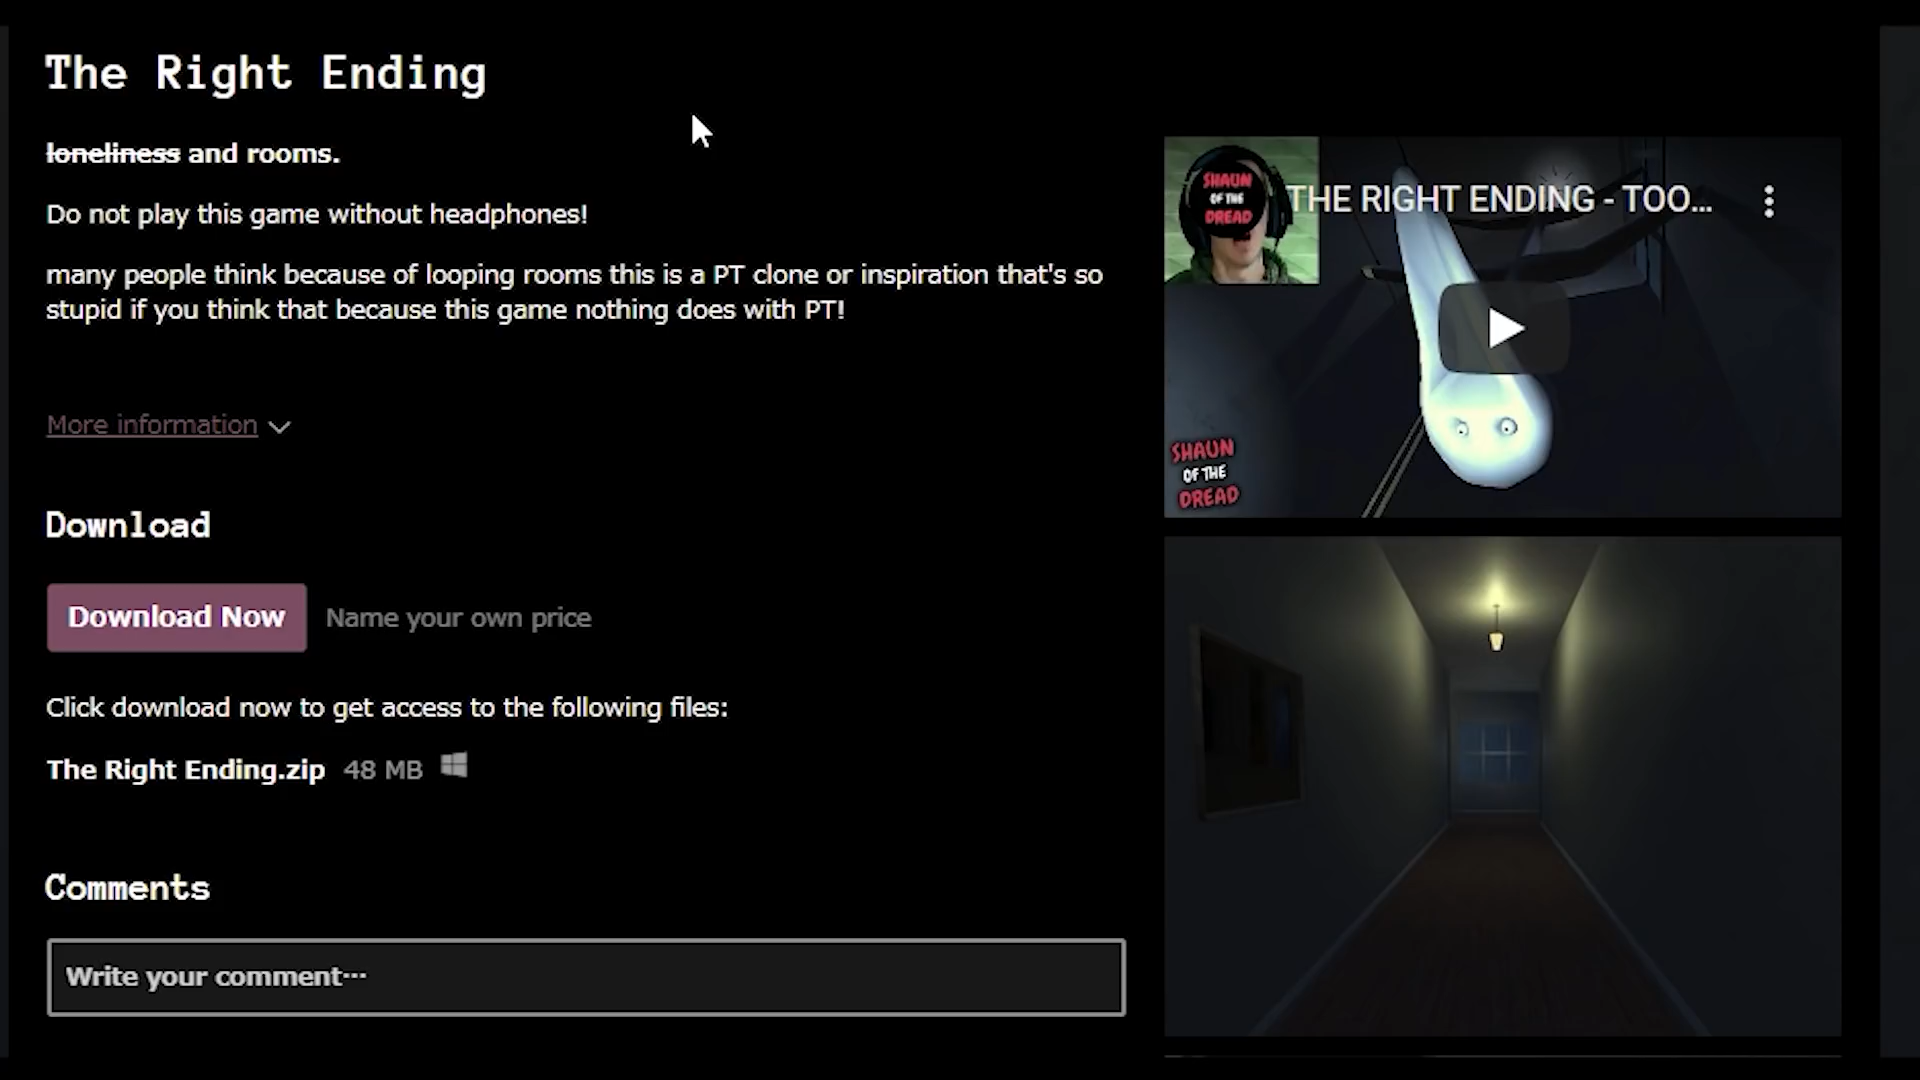 The Right Ending
loneliness and rooms.
Do not play this game without headphones!
many people think because of looping rooms this is a PT clone or inspiration that's so
stupid if you think that because this game nothing does with PT!
More information
Download
Download Now Name your own price
Click download now to get access to the following files:
The Right Ending.zip 48 MB
Comments
Write your comment···
SHAUN
OF THE
DREAD
THE RIGHT ENDING - TOO...
SHAUN
OF THE
DREAD